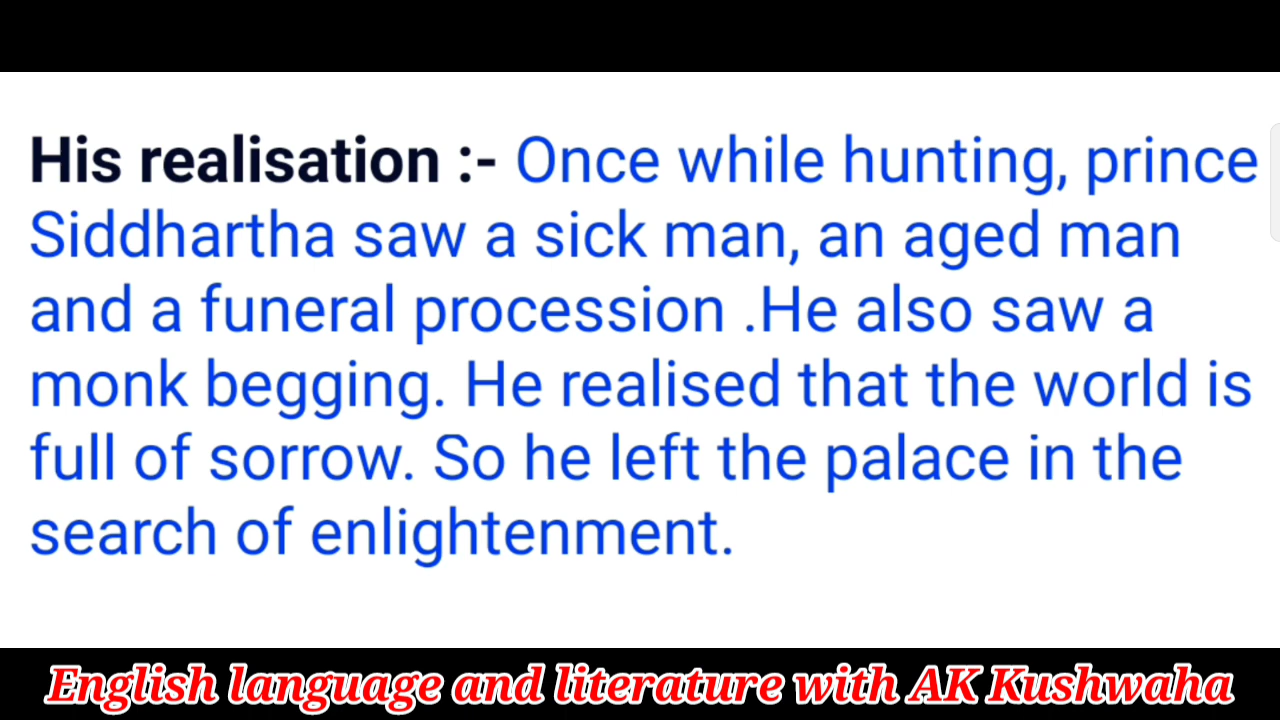 His realisation :- Once while hunting, prince
Siddhartha saw a sick man, an aged man
and a funeral procession .He also saw a
monk begging. He realised that the world is
full of sorrow. So he left the palace in the
search of enlightenment.
English language and literature with AK Kushwaha